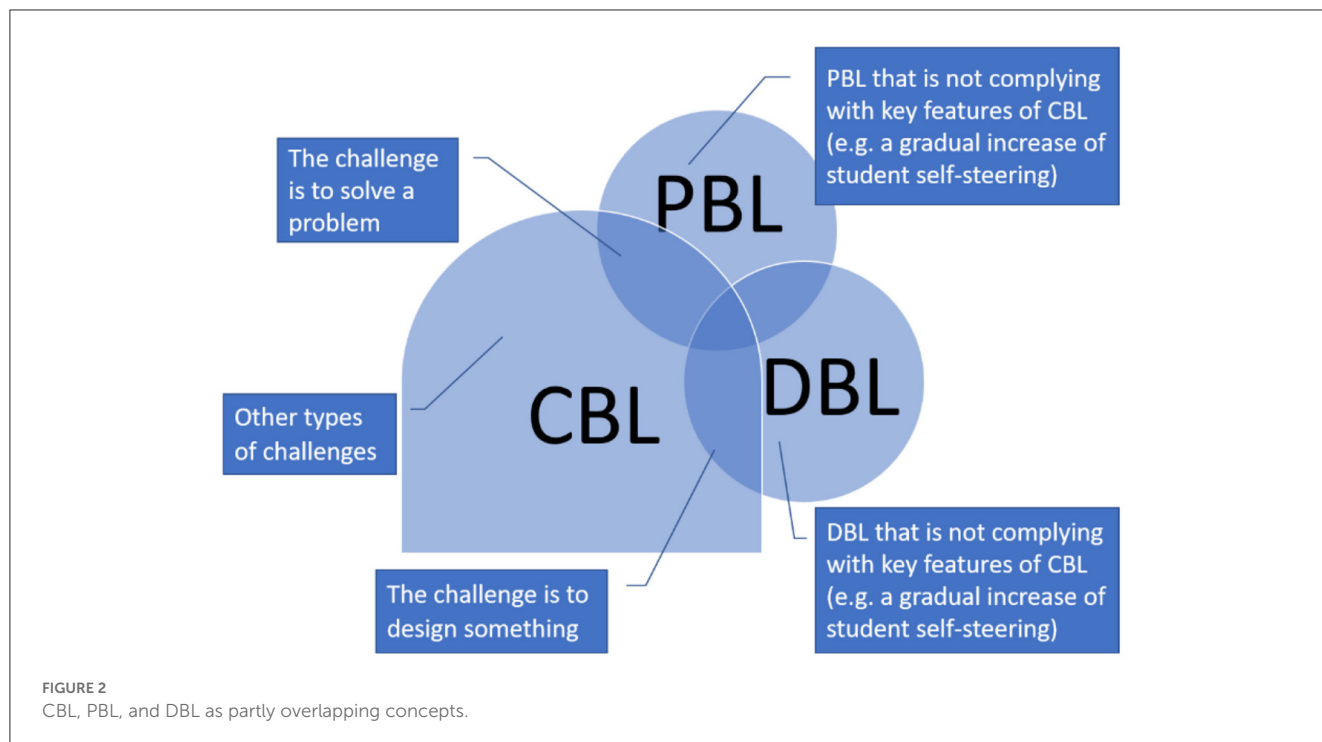 PBL that is not complying
with key features of CBL
(e.g. a gradual increase of
student self-steering)
The challenge
is to solve a
problem
PBL
DBL
CBL
Other types
of challenges
The challenge is to
design something
DBL that is not complying
with key features of CBL
(e.g. a gradual increase of
student self-steering)
FIGURE 2
CBL, PBL, and DBL as partly overlapping concepts.